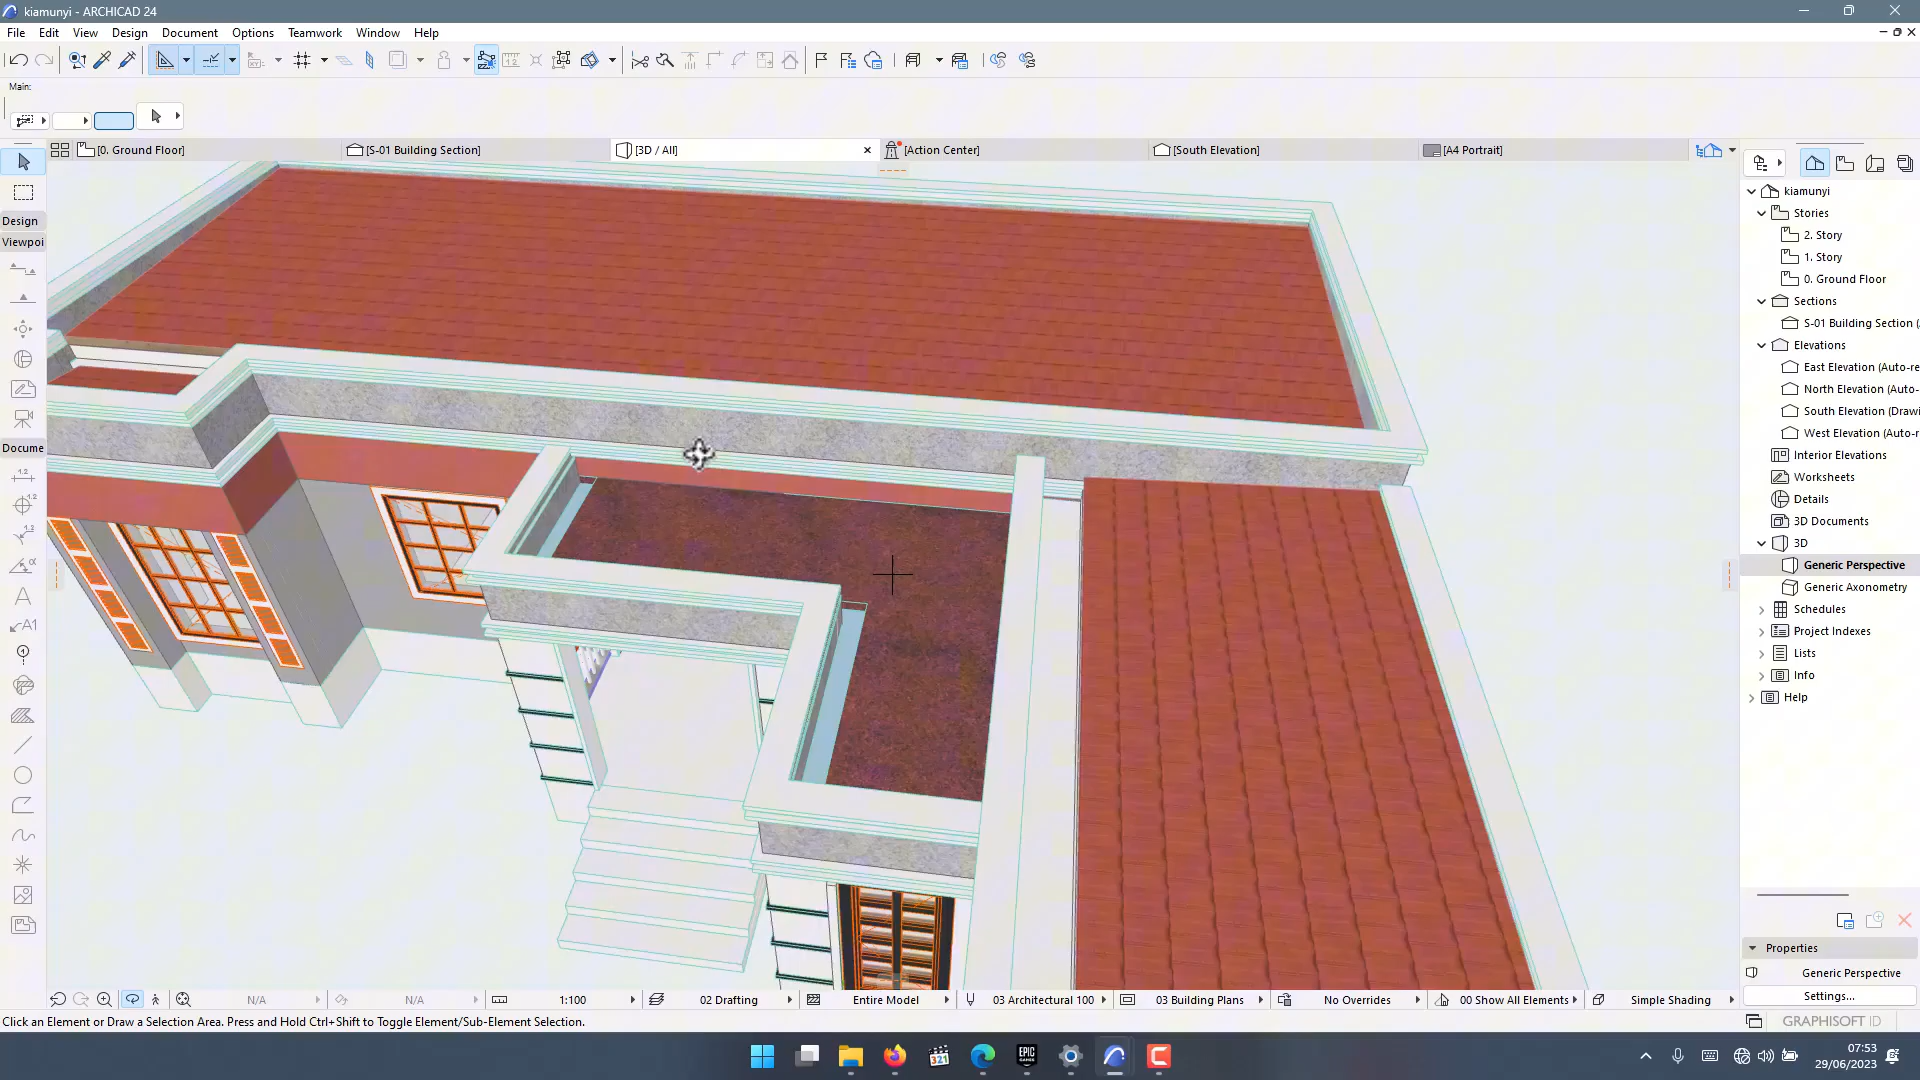 kiamunyi - ARCHICAD 24
File Edit View Design Document Options Teamwork Window Help
Main:
[0. Ground Floor]
[S-01 Building Section]
[3D / All]
[Action Center]
[South Elevation]
[A4 Portrait]
Design
Viewpoi
Docume
kiamunyi
Stories
2. Story
1. Story
0. Ground Floor
Sections
S-01 Building Section (
Elevations
East Elevation (Auto-re
North Elevation (Auto-
South Elevation (Drawi
West Elevation (Auto-r
Interior Elevations
Worksheets
Details
3D Documents
3D
Generic Perspective
Generic Axonometry
Schedules
Project Indexes
Lists
Info
Help
Properties
Generic Perspective
Settings...
N/A
N/A
1:100
02 Drafting
Entire Model
03 Architectural 100
03 Building Plans
No Overrides
00 Show All Elements
Simple Shading
Click an Element or Draw a Selection Area. Press and Hold Ctrl+Shift to Toggle Element/Sub-Element Selection.
GRAPHISOFT ID
EPIC GAMES
321
07:53
29/06/2023